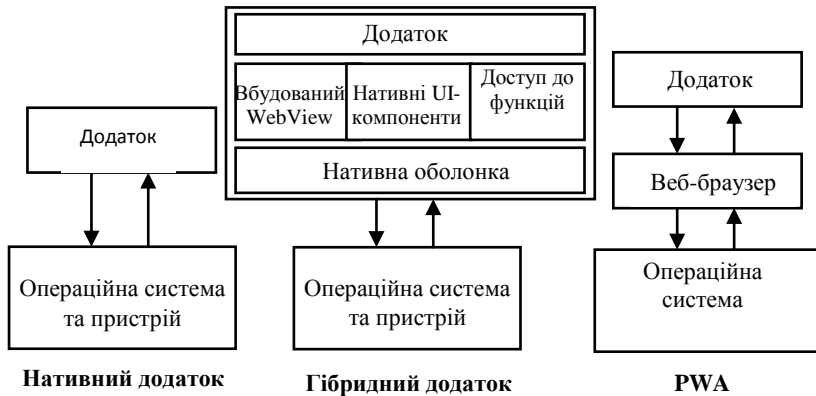 Додаток
Операційна система
та пристрій
Нативний додаток
Додаток
Вбудований
WebView
Нативні UI-
компоненти
Доступ до
функцій
Нативна оболонка
Операційна система
та пристрій
Гібридний додаток
Додаток
Веб-браузер
Операційна
система
PWA